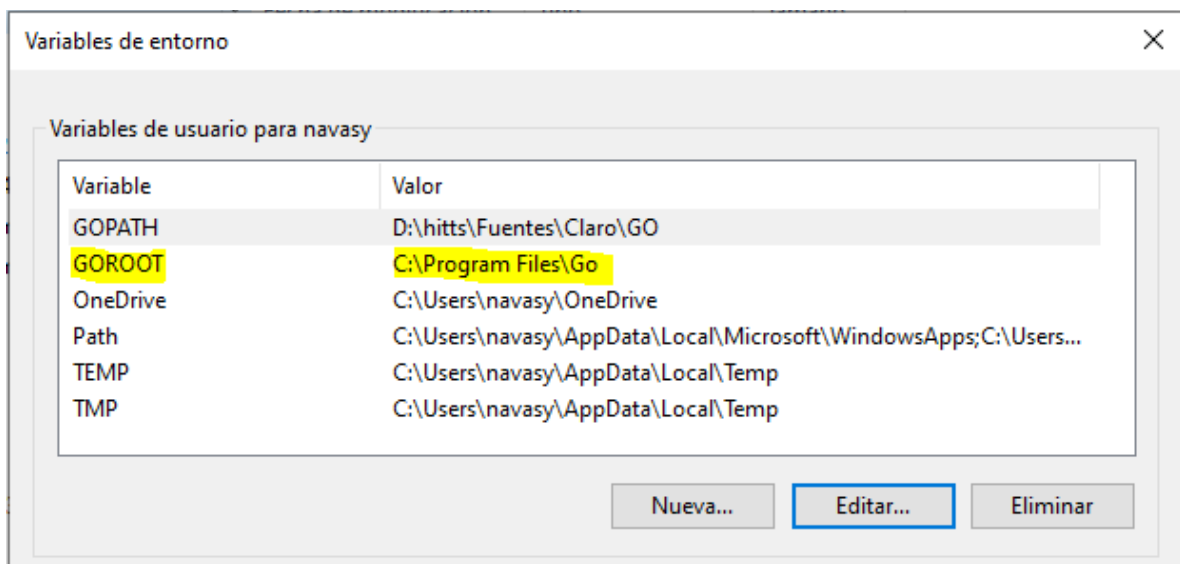 Variables de entorno
Variables de usuario para navasy
Variable Valor
GOPATH D:\hitts\Fuentes\Claro\GO
GOROOT C:\Program Files\Go
OneDrive C:\Users\navasy\OneDrive
Path C:\Users\navasy\AppData\Local\Microsoft\WindowsApps;C:\Users...
TEMP C:\Users\navasy\AppData\Local\Temp
TMP C:\Users\navasy\AppData\Local\Temp
Nueva... Editar... Eliminar